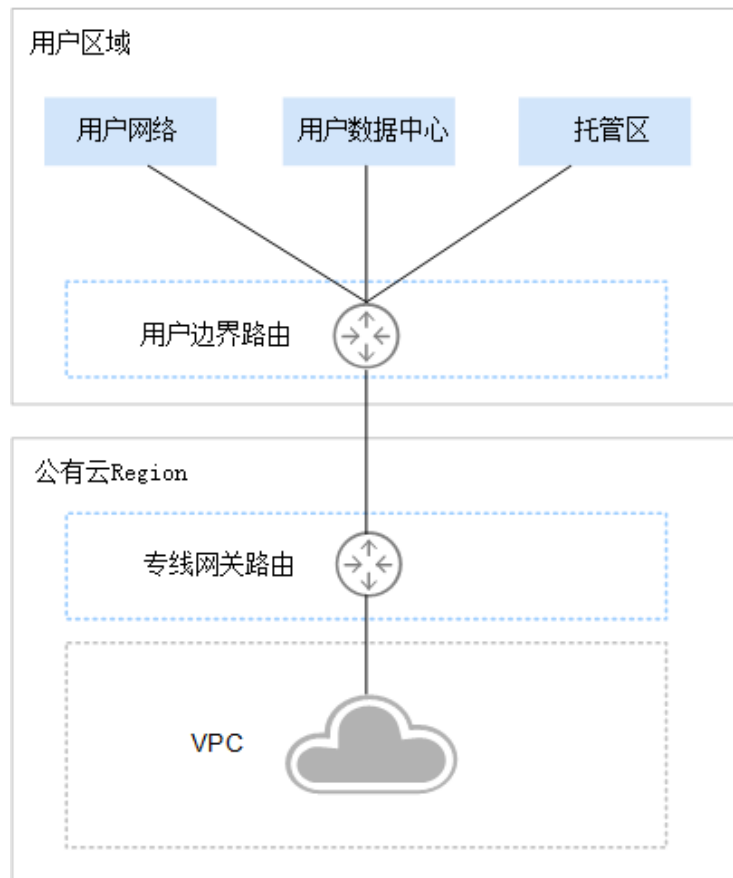 用户区域
用户网络
用户数据中心
托管区
用户边界路由
公有云Region
专线网关路由
VPC